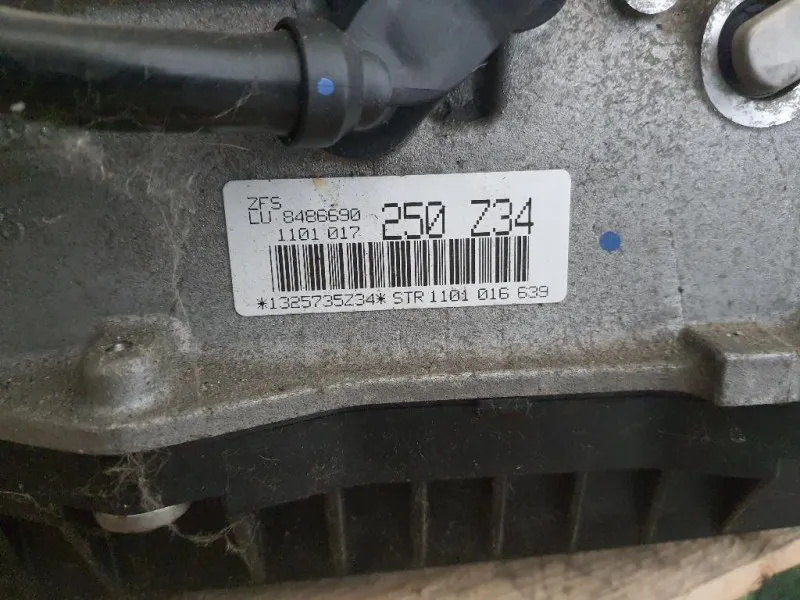 ZFS
LU 8486690
1101 017 250 Z34
*1325735Z34* STR 1101 016 639